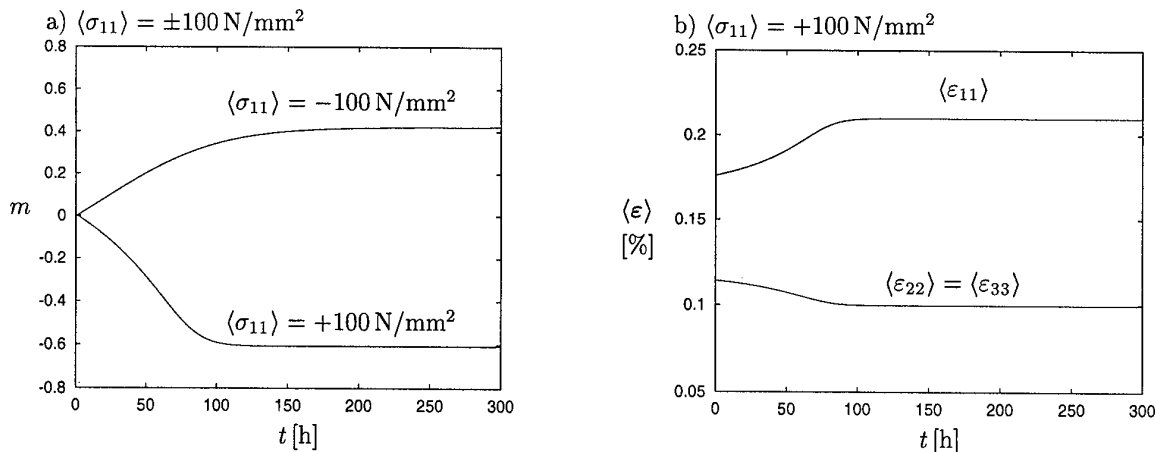 a) ⟨σ₁₁⟩ = ±100 N/mm²
0.8
0.6
⟨σ₁₁⟩ = −100 N/mm²
0.4
0.2
m
0
-0.2
-0.4
⟨σ₁₁⟩ = +100 N/mm²
-0.6
-0.8
0 50 100 150 200 250 300
t [h]
b) ⟨σ₁₁⟩ = +100 N/mm²
0.25
⟨ε₁₁⟩
0.2
⟨ε⟩
0.15
[%]
⟨ε₂₂⟩ = ⟨ε₃₃⟩
0.1
0.05
0 50 100 150 200 250 300
t [h]